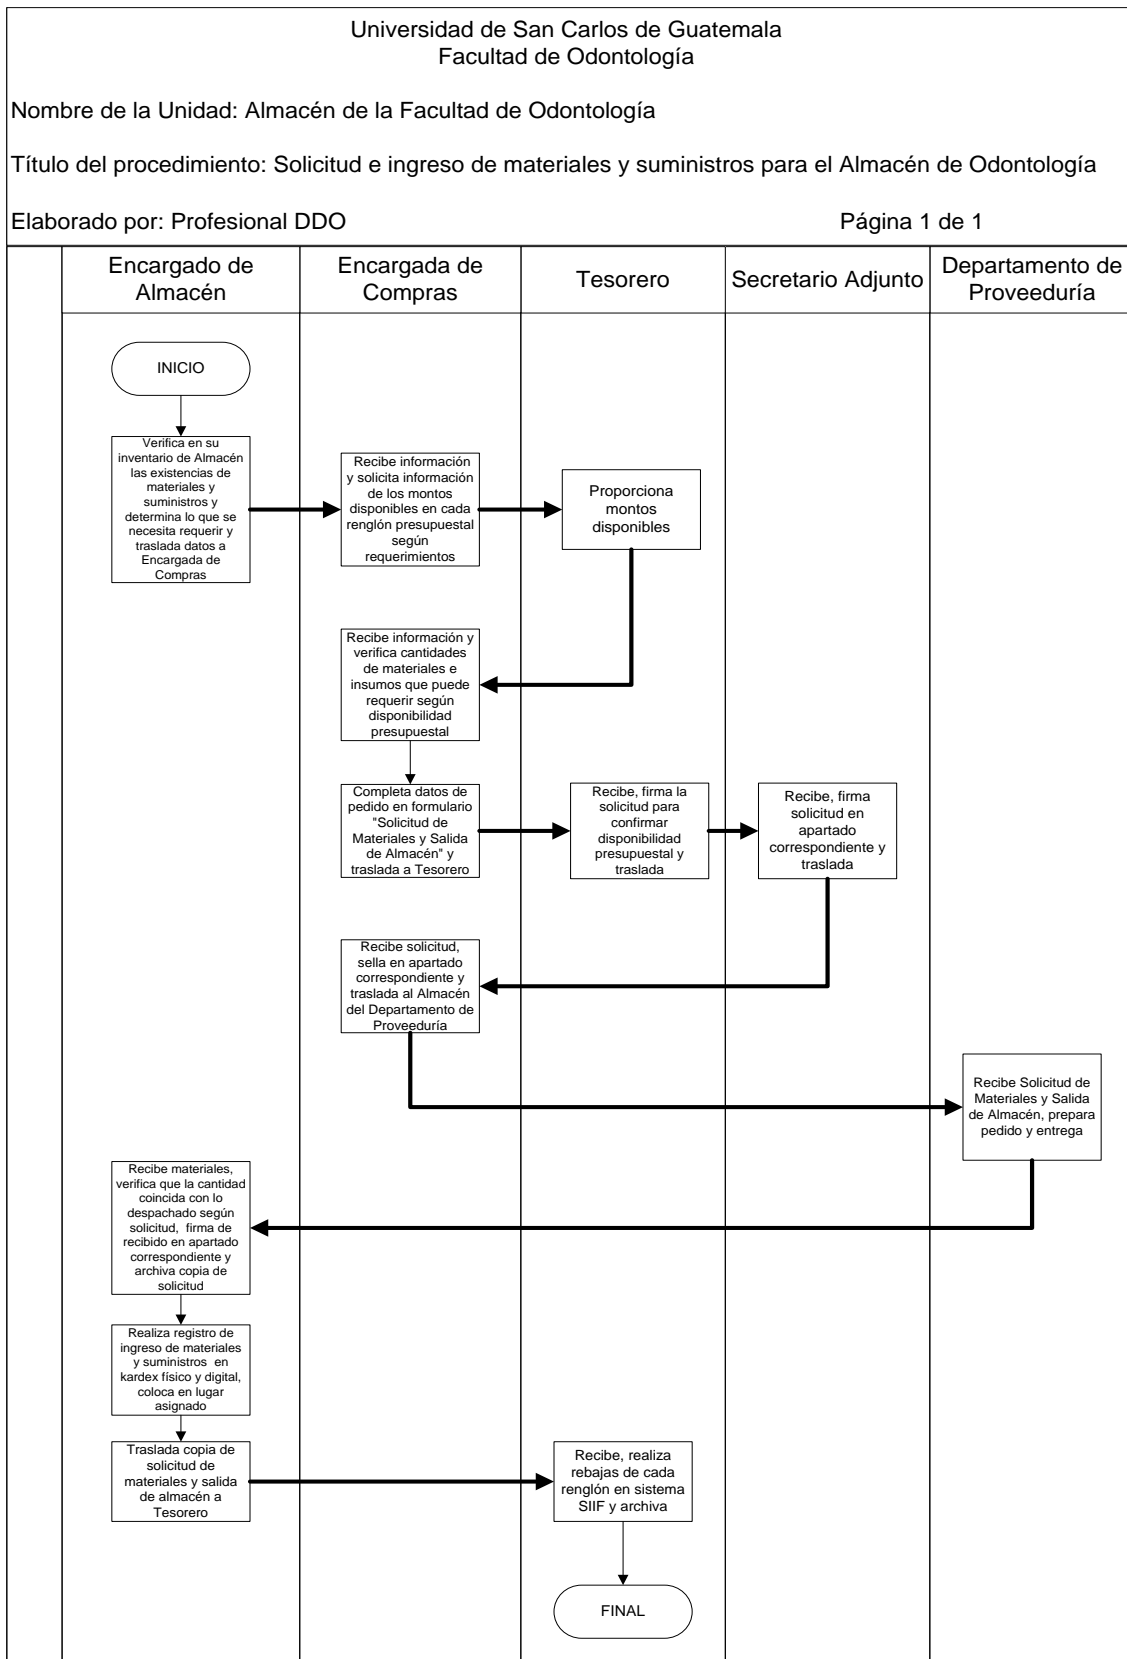 Universidad de San Carlos de Guatemala
Facultad de Odontología
Nombre de la Unidad: Almacén de la Facultad de Odontología
Título del procedimiento: Solicitud e ingreso de materiales y suministros para el Almacén de Odontología
Elaborado por: Profesional DDO
Página 1 de 1
Encargado de
Almacén
Encargada de
Compras
Tesorero
Secretario Adjunto
Departamento de
Proveeduría
INICIO
Verifica en su
inventario de Almacén
las existencias de
materiales y
suministros y
determina lo que se
necesita requerir y
traslada datos a
Encargada de
Compras
Recibe información
y solicita información
de los montos
disponibles en cada
renglón presupuestal
según
requerimientos
Proporciona
montos
disponibles
Recibe información y
verifica cantidades
de materiales e
insumos que puede
requerir según
disponibilidad
presupuestal
Completa datos de
pedido en formulario
"Solicitud de
Materiales y Salida
de Almacén" y
traslada a Tesorero
Recibe, firma la
solicitud para
confirmar
disponibilidad
presupuestal y
traslada
Recibe, firma
solicitud en
apartado
correspondiente y
traslada
Recibe solicitud,
sella en apartado
correspondiente y
traslada al Almacén
del Departamento de
Proveeduría
Recibe Solicitud de
Materiales y Salida
de Almacén, prepara
pedido y entrega
Recibe materiales,
verifica que la cantidad
coincida con lo
despachado según
solicitud, firma de
recibido en apartado
correspondiente y
archiva copia de
solicitud
Realiza registro de
ingreso de materiales
y suministros en
kardex físico y digital,
coloca en lugar
asignado
Traslada copia de
solicitud de
materiales y salida
de almacén a
Tesorero
Recibe, realiza
rebajas de cada
renglón en sistema
SIIF y archiva
FINAL